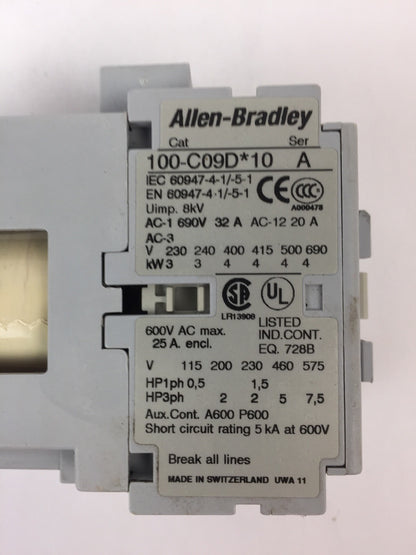 Allen-Bradley
Cat Ser
100-C09D*10 A
IEC 60947-4-1/-5-1
EN 60947-4-1/-5-1
Uimp. 8kV
CE CCC
A000478
AC-1 690V 32 A AC-12 20 A
AC-3
V 230 240 400 415 500 690
kW 3 3 4 4 4 4
SA UL
LR13908
600V AC max.
25 A. encl.
LISTED
IND.CONT.
EQ. 728B
V 115 200 230 460 575
HP1ph 0,5 1,5
HP3ph 2 2 5 7,5
Aux.Cont. A600 P600
Short circuit rating 5 kA at 600V
Break all lines
MADE IN SWITZERLAND UWA 11